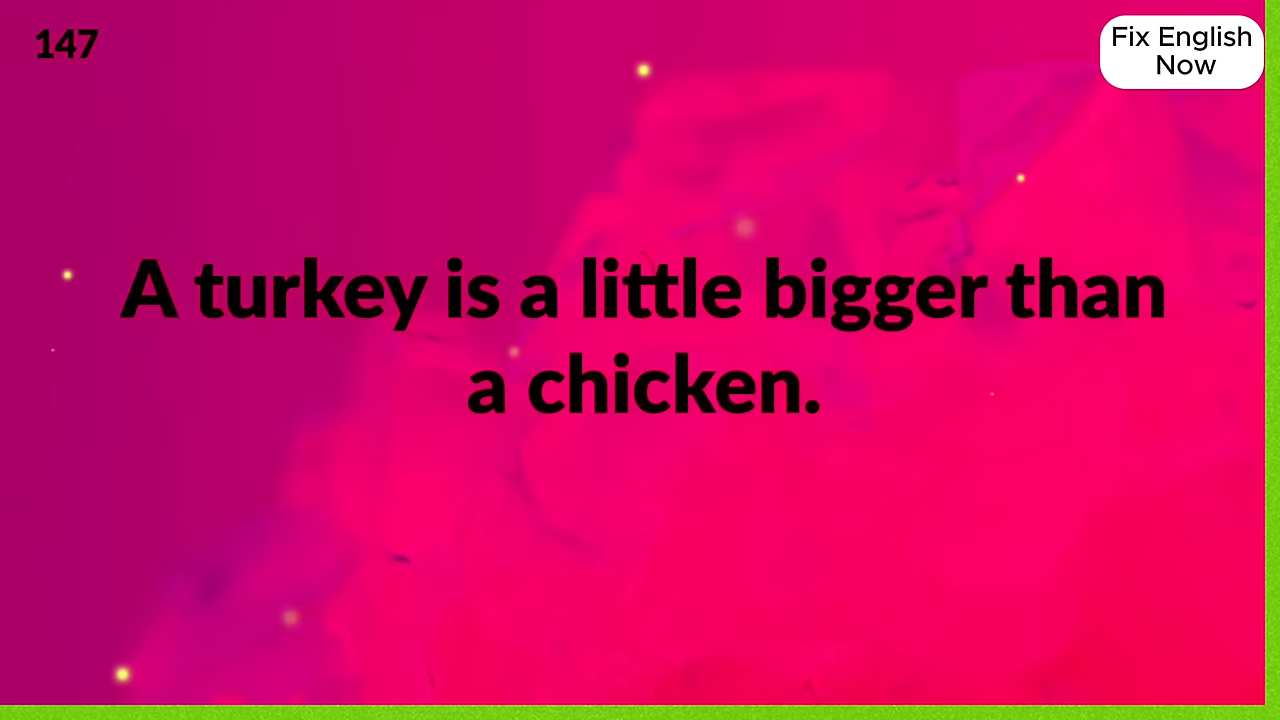 147
Fix English
Now
A turkey is a little bigger than
a chicken.